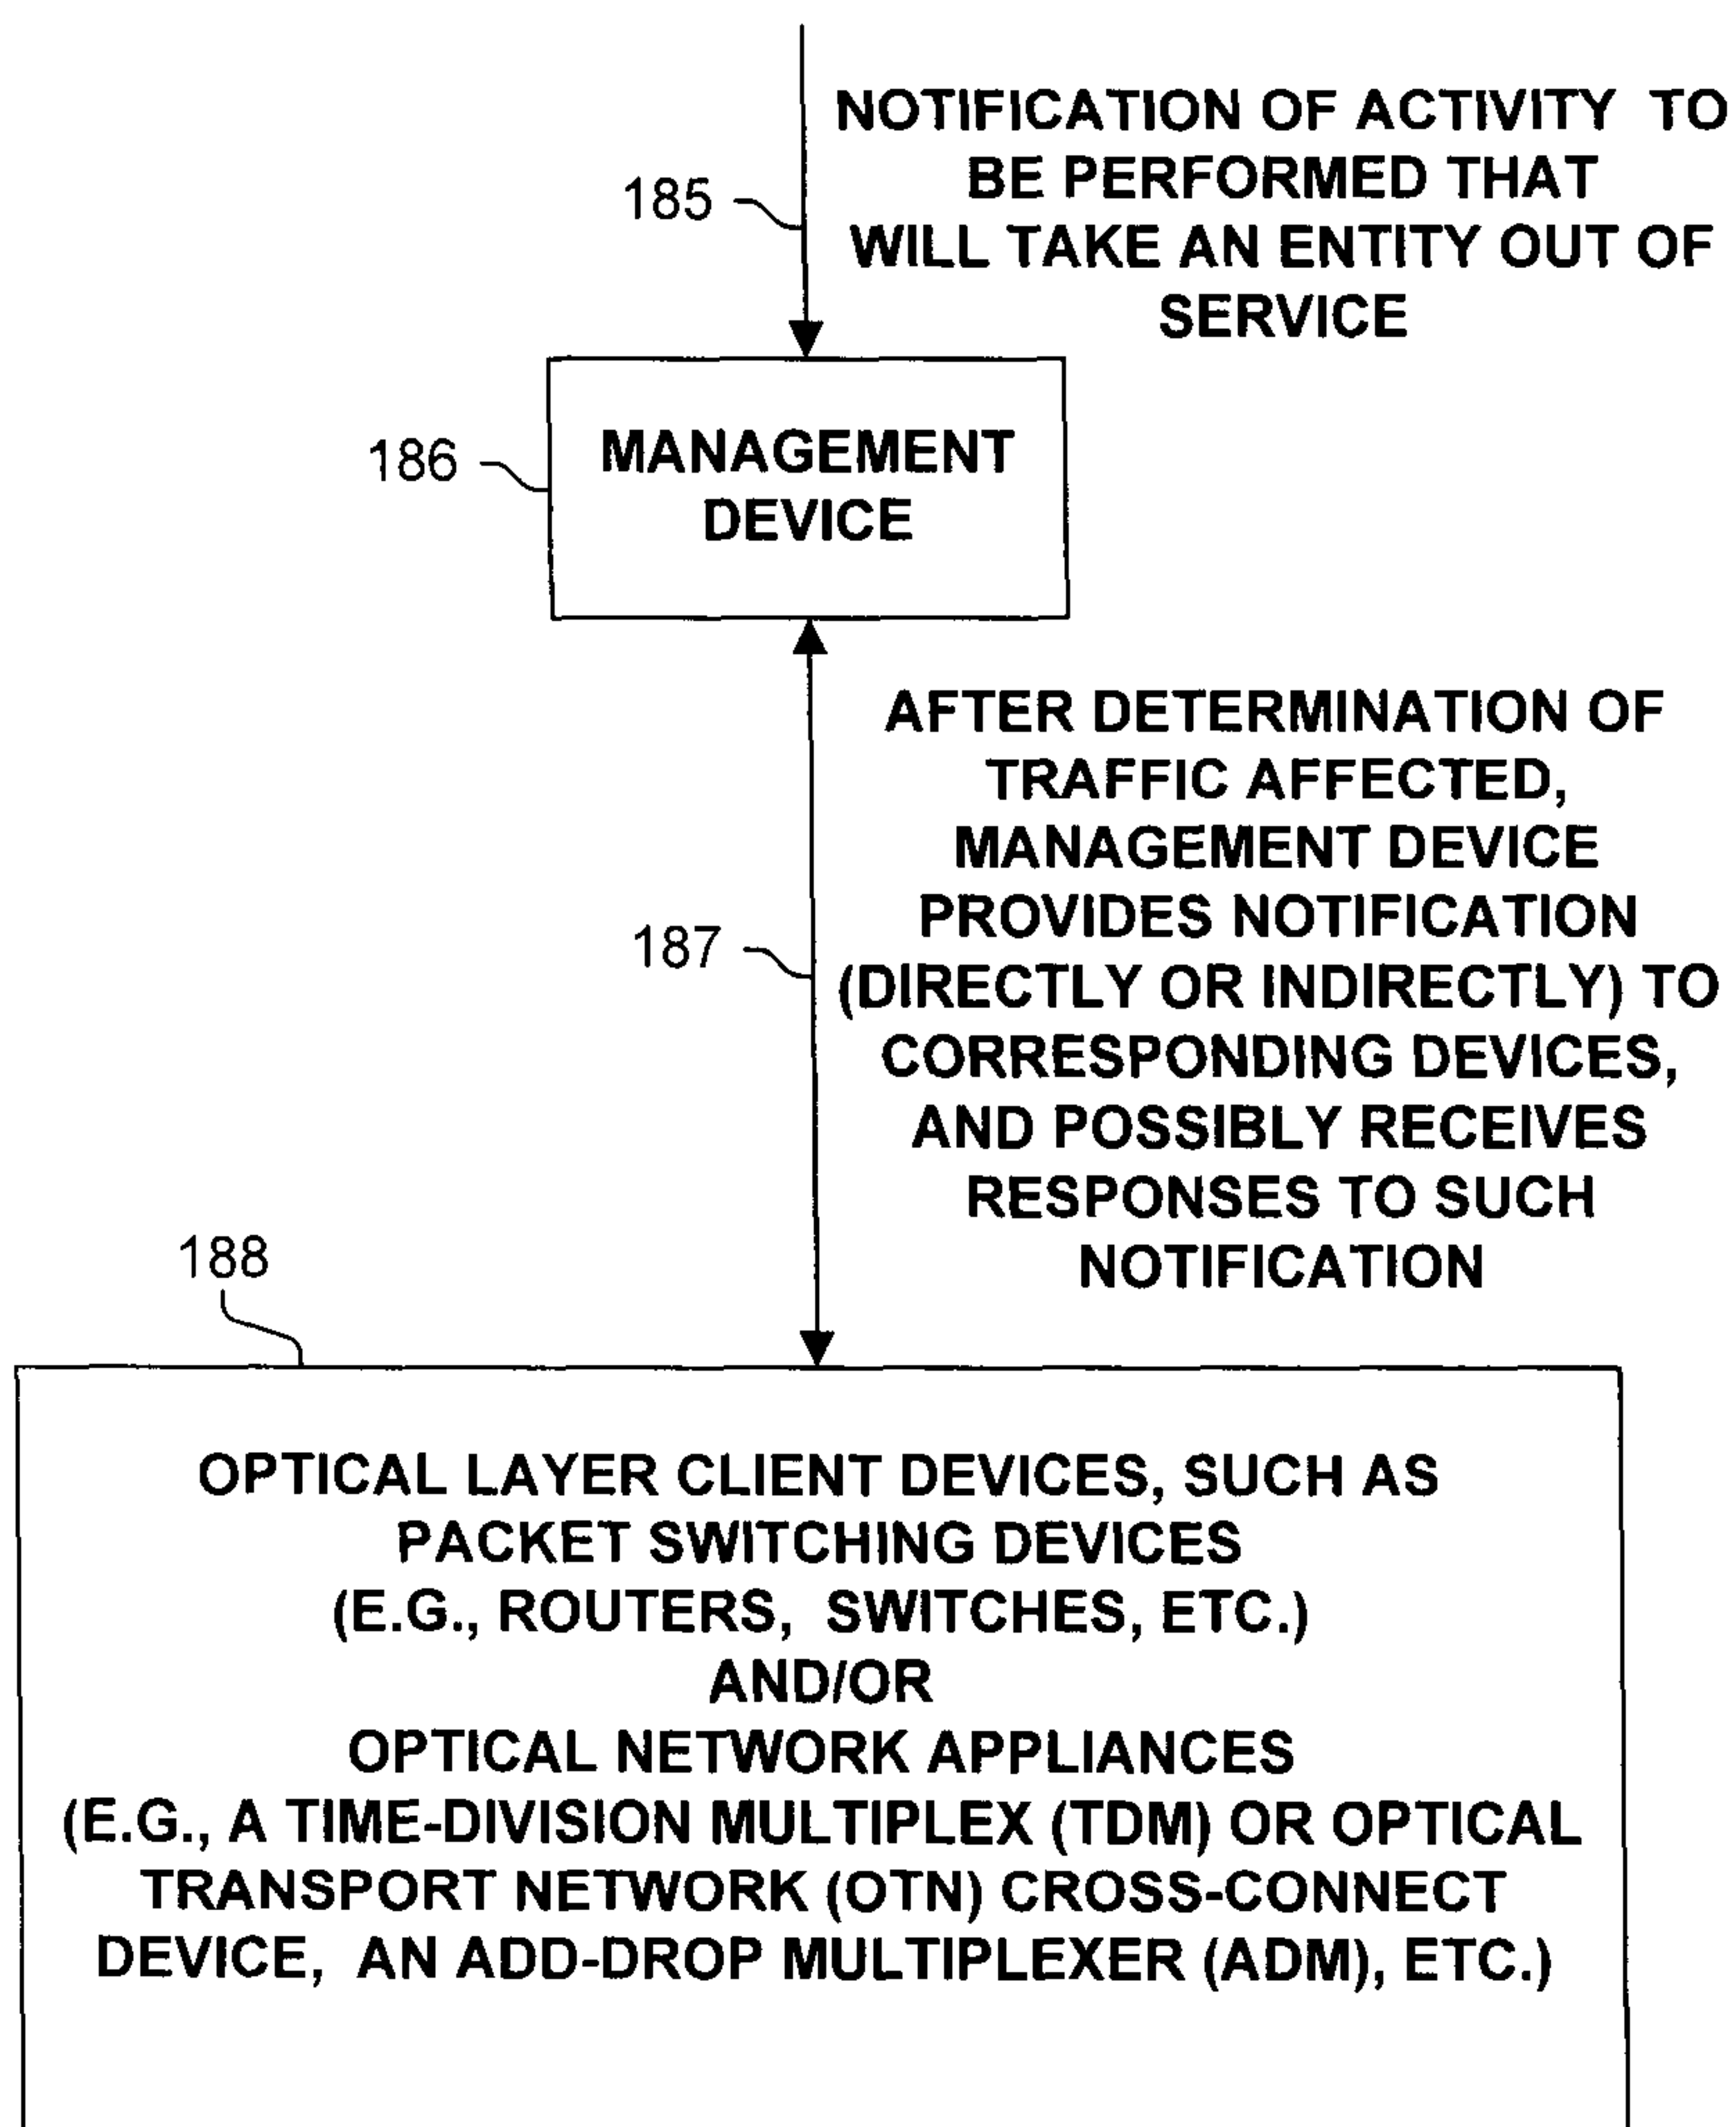 NOTIFICATION OF ACTIVITY TO
BE PERFORMED THAT
WILL TAKE AN ENTITY OUT OF
SERVICE
185
186
MANAGEMENT
DEVICE
AFTER DETERMINATION OF
TRAFFIC AFFECTED,
MANAGEMENT DEVICE
PROVIDES NOTIFICATION
(DIRECTLY OR INDIRECTLY) TO
CORRESPONDING DEVICES,
AND POSSIBLY RECEIVES
RESPONSES TO SUCH
NOTIFICATION
187
188
OPTICAL LAYER CLIENT DEVICES, SUCH AS
PACKET SWITCHING DEVICES
(E.G., ROUTERS, SWITCHES, ETC.)
AND/OR
OPTICAL NETWORK APPLIANCES
(E.G., A TIME-DIVISION MULTIPLEX (TDM) OR OPTICAL
TRANSPORT NETWORK (OTN) CROSS-CONNECT
DEVICE, AN ADD-DROP MULTIPLEXER (ADM), ETC.)